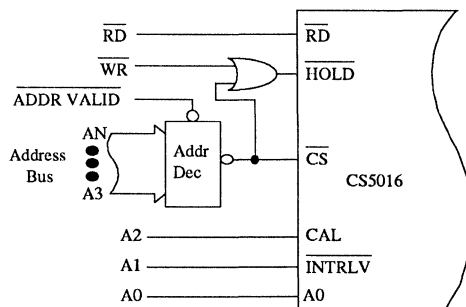 RD RD
WR HOLD
ADDR VALID
AN
Address Bus
Addr Dec
A3
CS
CS5016
A2 CAL
A1 INTRLV
A0 A0